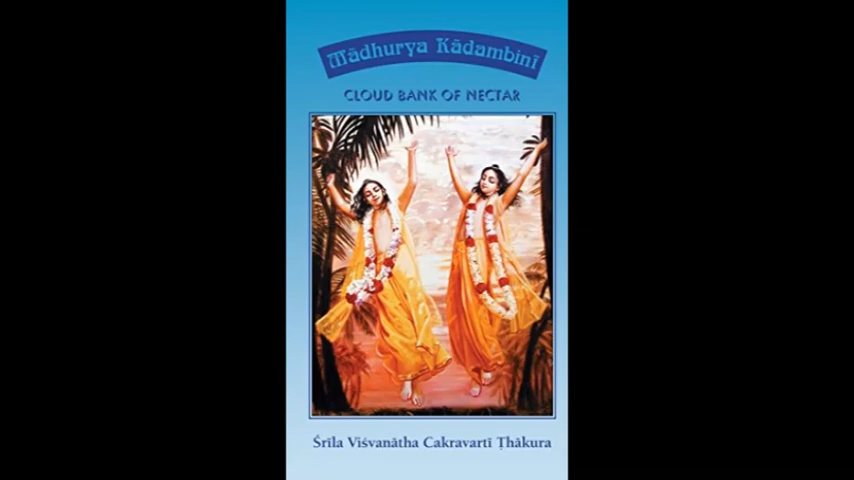 Mādhurya Kādambinī
CLOUD BANK OF NECTAR
Śrīla Viśvanātha Cakravartī Ṭhākura